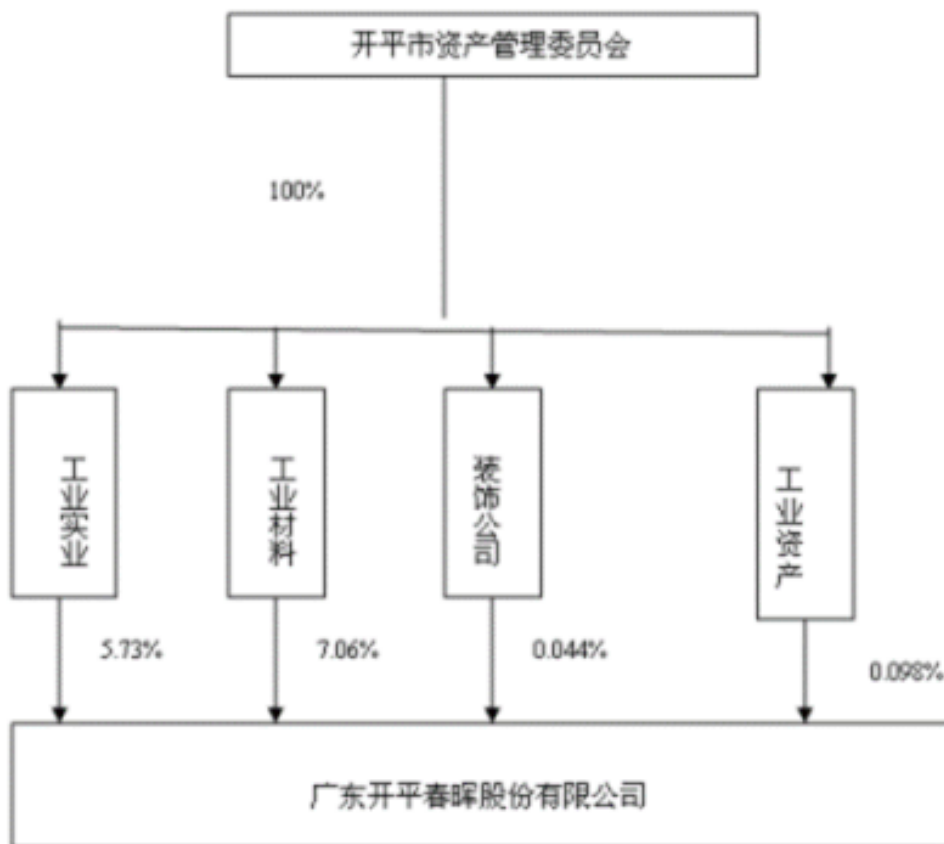 开平市资产管理委员会
100%
工业实业
工业材料
装饰公司
工业资产
5.73%
7.06%
0.044%
0.098%
广东开平春晖股份有限公司